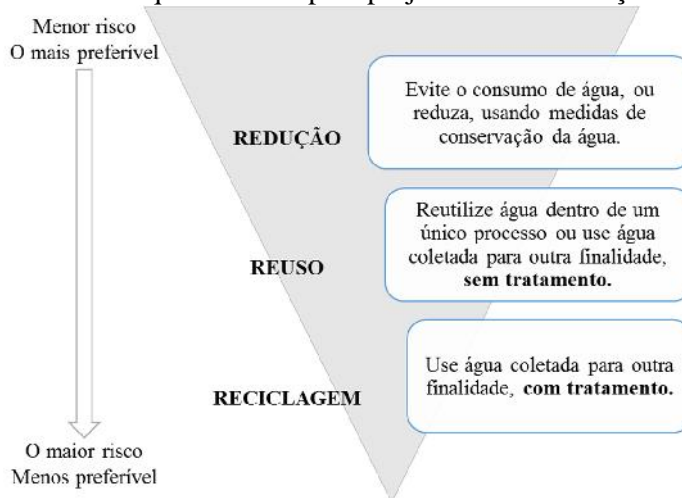 Menor risco
O mais preferível
REDUÇÃO
Evite o consumo de água, ou
reduza, usando medidas de
conservação da água.
REUSO
Reutilize água dentro de um
único processo ou use água
coletada para outra finalidade,
sem tratamento.
RECICLAGEM
Use água coletada para outra
finalidade, com tratamento.
O maior risco
Menos preferível